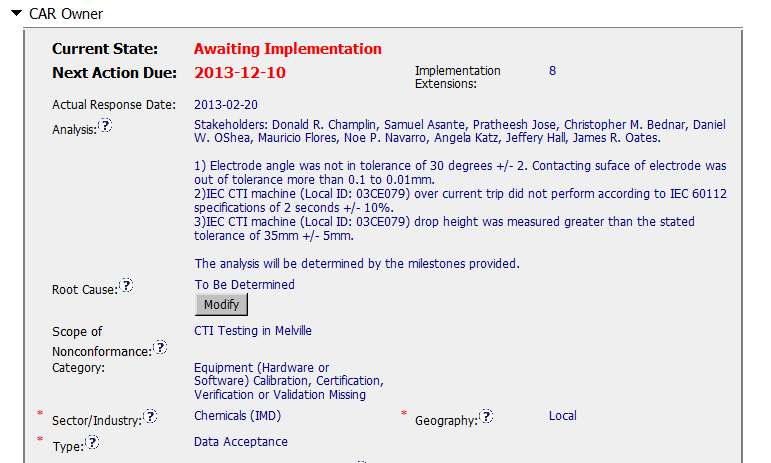 CAR Owner
Current State: Awaiting Implementation
Next Action Due: 2013-12-10 Implementation Extensions: 8
Actual Response Date: 2013-02-20
Analysis: ? Stakeholders: Donald R. Champlin, Samuel Asante, Pratheesh Jose, Christopher M. Bednar, Daniel
W. OShea, Mauricio Flores, Noe P. Navarro, Angela Katz, Jeffery Hall, James R. Oates.
1) Electrode angle was not in tolerance of 30 degrees +/- 2. Contacting suface of electrode was
out of tolerance more than 0.1 to 0.01mm.
2)IEC CTI machine (Local ID: 03CE079) over current trip did not perform according to IEC 60112
specifications of 2 seconds +/- 10%.
3)IEC CTI machine (Local ID: 03CE079) drop height was measured greater than the stated
tolerance of 35mm +/- 5mm.
The analysis will be determined by the milestones provided.
Root Cause: ? To Be Determined
Modify
Scope of Nonconformance: ? CTI Testing in Melville
Category: Equipment (Hardware or
Software) Calibration, Certification,
Verification or Validation Missing
* Sector/Industry: ? Chemicals (IMD) * Geography: ? Local
* Type: ? Data Acceptance